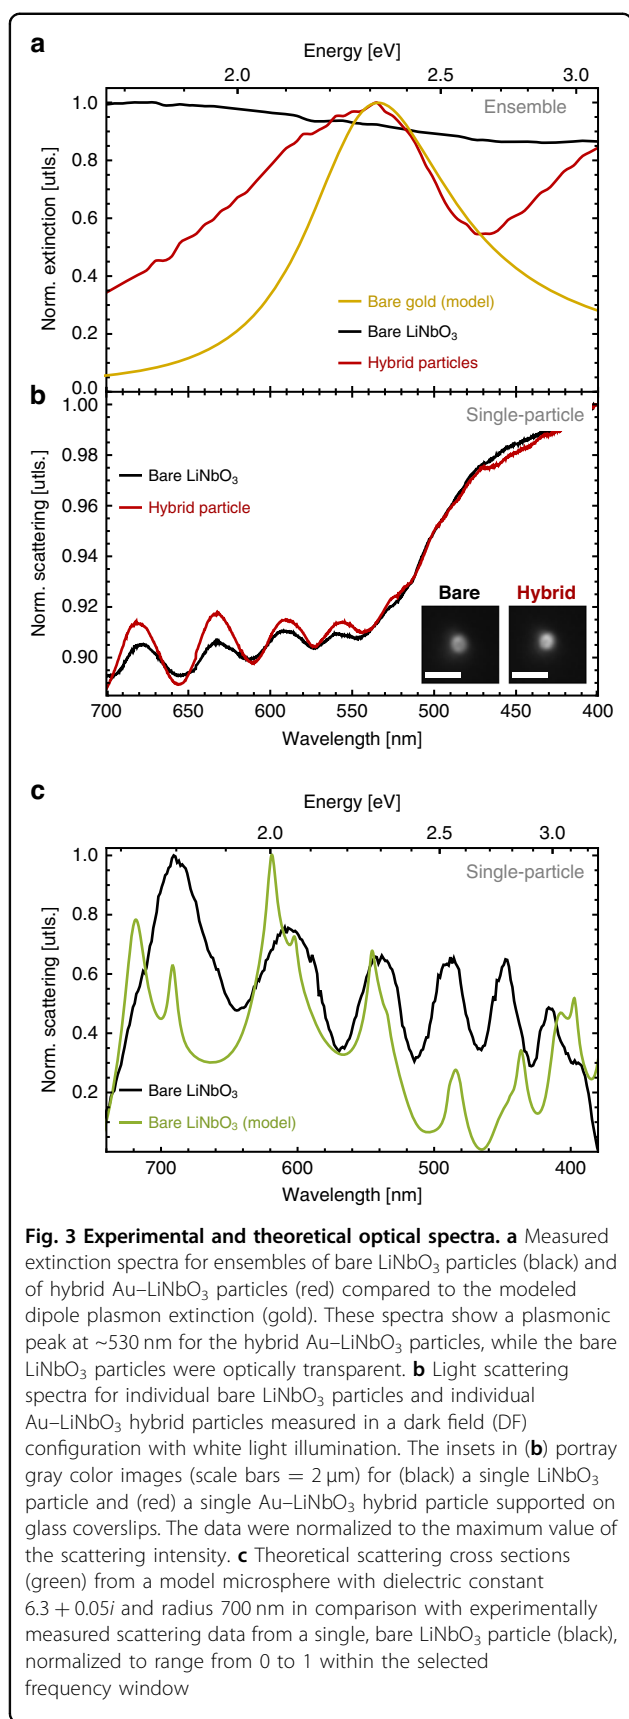 a
Energy [eV]
2.0 2.5 3.0
Ensemble
Norm. extinction [utls.]
1.0
0.8
0.6
0.4
0.2
0.0
Bare gold (model)
Bare LiNbO₃
Hybrid particles
b
Single-particle
Norm. scattering [utls.]
1.00
0.98
0.96
0.94
0.92
0.90
Bare LiNbO₃
Hybrid particle
Bare Hybrid
700 650 600 550 500 450 400
Wavelength [nm]
c
Energy [eV]
2.0 2.5 3.0
Single-particle
Norm. scattering [utls.]
1.0
0.8
0.6
0.4
0.2
Bare LiNbO₃
Bare LiNbO₃ (model)
700 600 500 400
Wavelength [nm]
Fig. 3 Experimental and theoretical optical spectra. a Measured
extinction spectra for ensembles of bare LiNbO₃ particles (black) and
of hybrid Au–LiNbO₃ particles (red) compared to the modeled
dipole plasmon extinction (gold). These spectra show a plasmonic
peak at ~530 nm for the hybrid Au–LiNbO₃ particles, while the bare
LiNbO₃ particles were optically transparent. b Light scattering
spectra for individual bare LiNbO₃ particles and individual
Au–LiNbO₃ hybrid particles measured in a dark field (DF)
configuration with white light illumination. The insets in (b) portray
gray color images (scale bars = 2 μm) for (black) a single LiNbO₃
particle and (red) a single Au–LiNbO₃ hybrid particle supported on
glass coverslips. The data were normalized to the maximum value of
the scattering intensity. c Theoretical scattering cross sections
(green) from a model microsphere with dielectric constant
6.3 + 0.05i and radius 700 nm in comparison with experimentally
measured scattering data from a single, bare LiNbO₃ particle (black),
normalized to range from 0 to 1 within the selected
frequency window